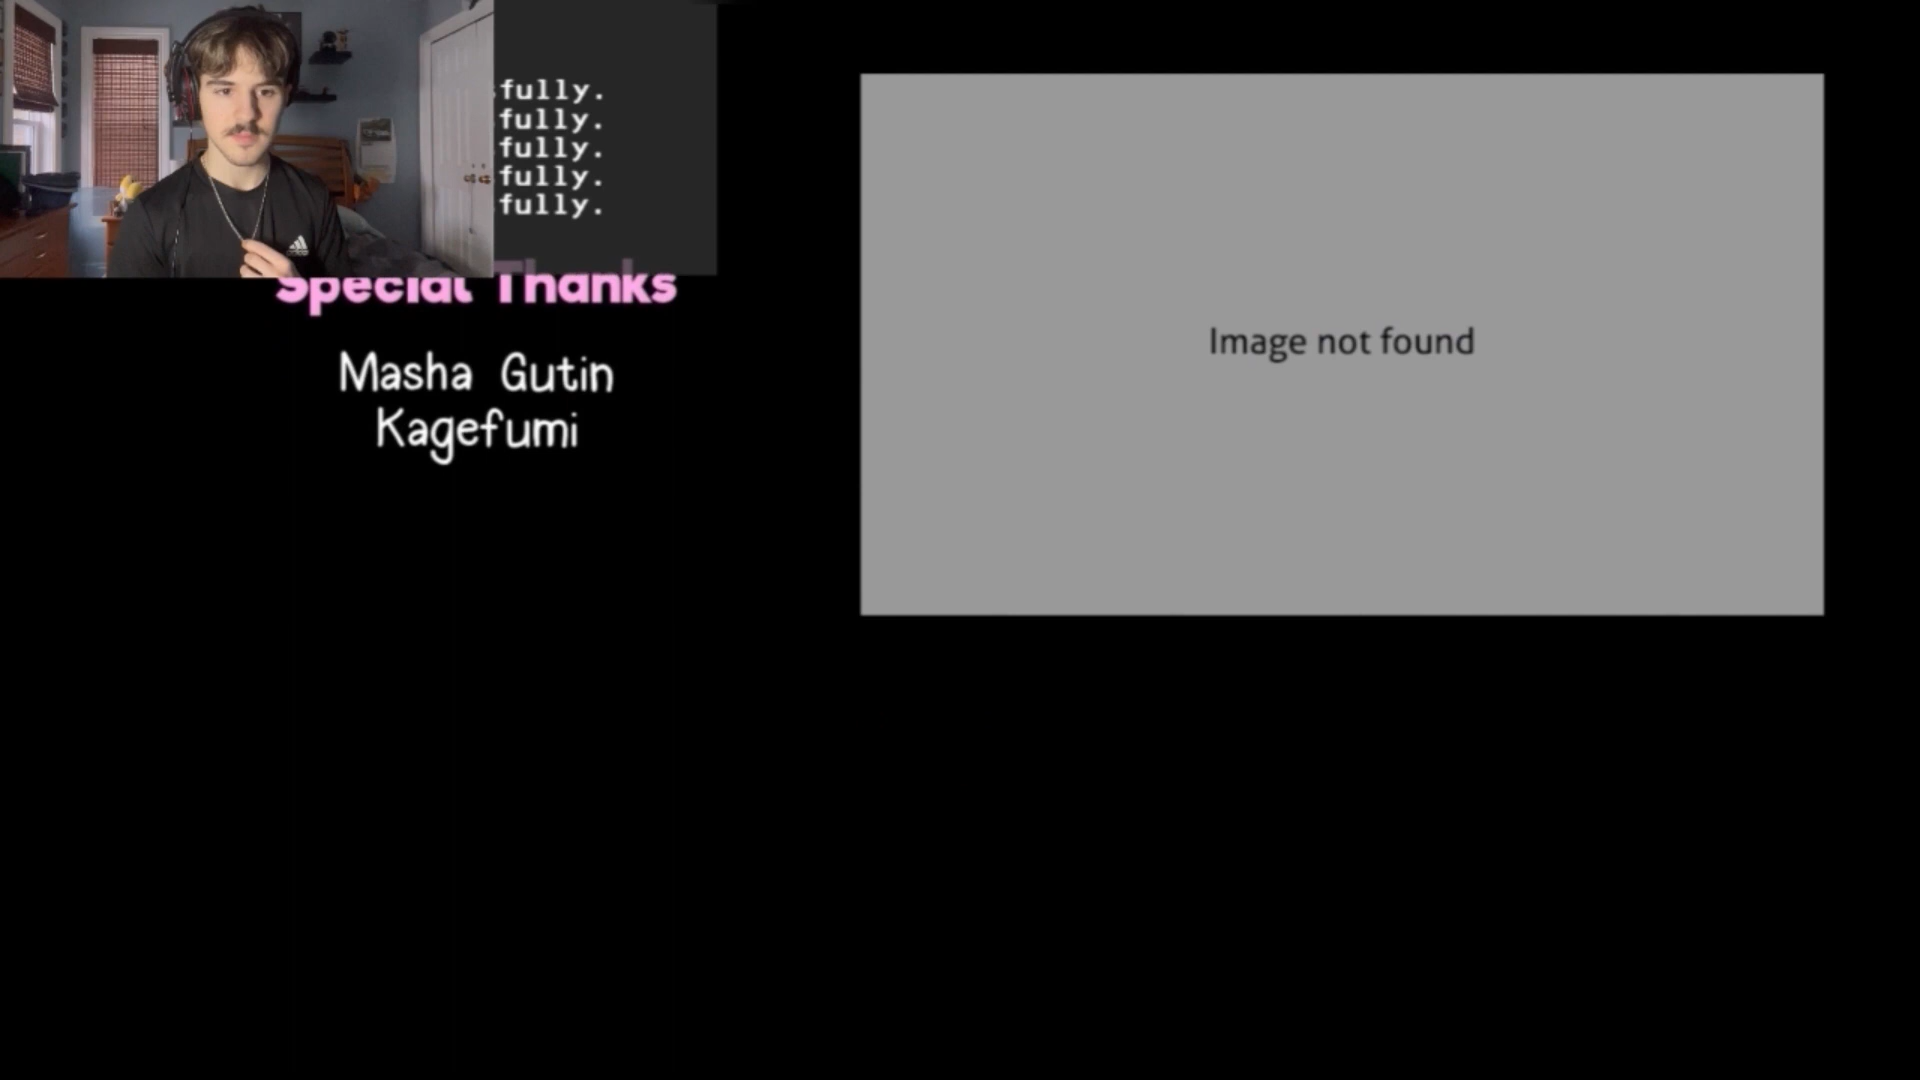 fully.
fully.
fully.
fully.
fully.
Special Thanks
Masha Gutin
Kagefumi
Image not found